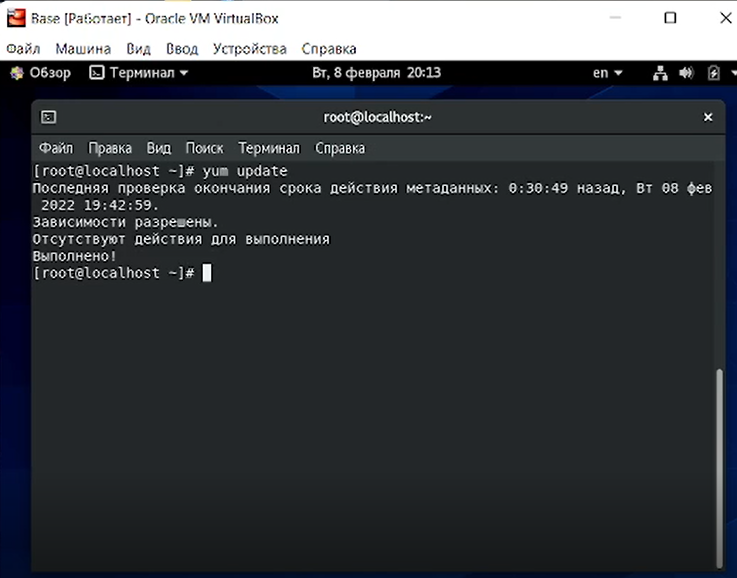 Base [Работает] - Oracle VM VirtualBox
Файл Машина Вид Ввод Устройства Справка
Обзор Терминал Вт, 8 февраля 20:13 en
root@localhost:~
Файл Правка Вид Поиск Терминал Справка
[root@localhost ~]# yum update
Последняя проверка окончания срока действия метаданных: 0:30:49 назад, Вт 08 фев
2022 19:42:59.
Зависимости разрешены.
Отсутствуют действия для выполнения
Выполнено!
[root@localhost ~]#